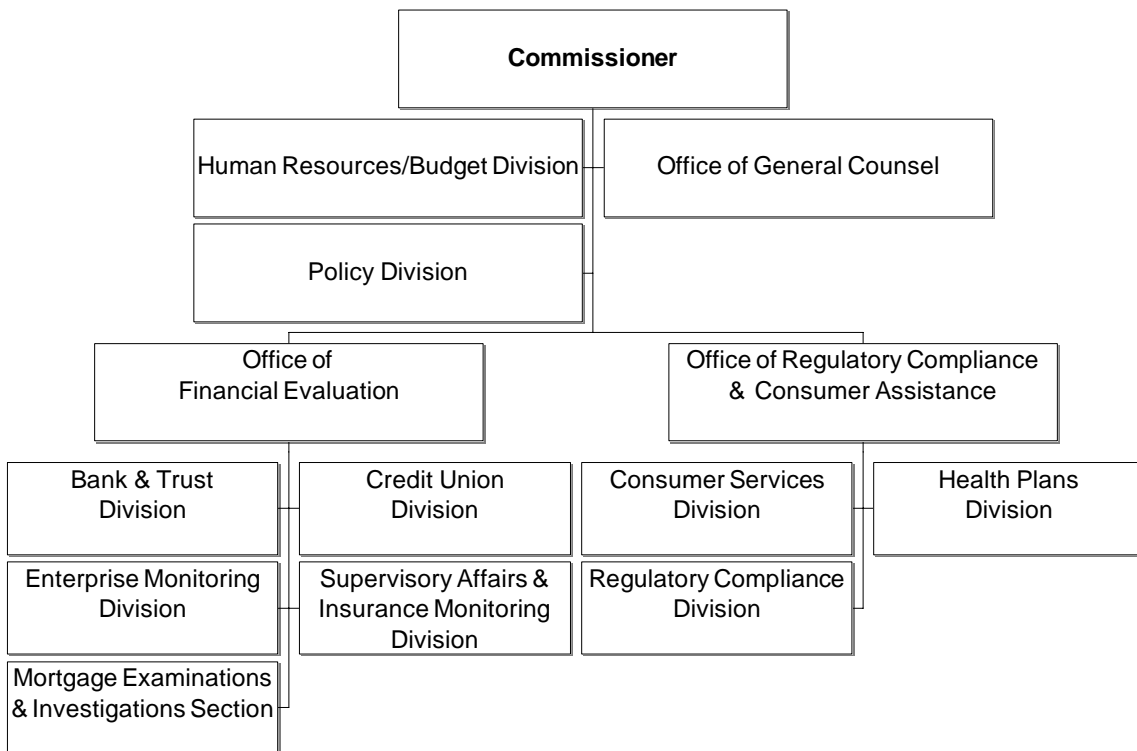 Commissioner
Human Resources/Budget Division
Office of General Counsel
Policy Division
Office of
Financial Evaluation
Office of Regulatory Compliance
& Consumer Assistance
Bank & Trust
Division
Credit Union
Division
Consumer Services
Division
Health Plans
Division
Enterprise Monitoring
Division
Supervisory Affairs &
Insurance Monitoring
Division
Regulatory Compliance
Division
Mortgage Examinations
& Investigations Section